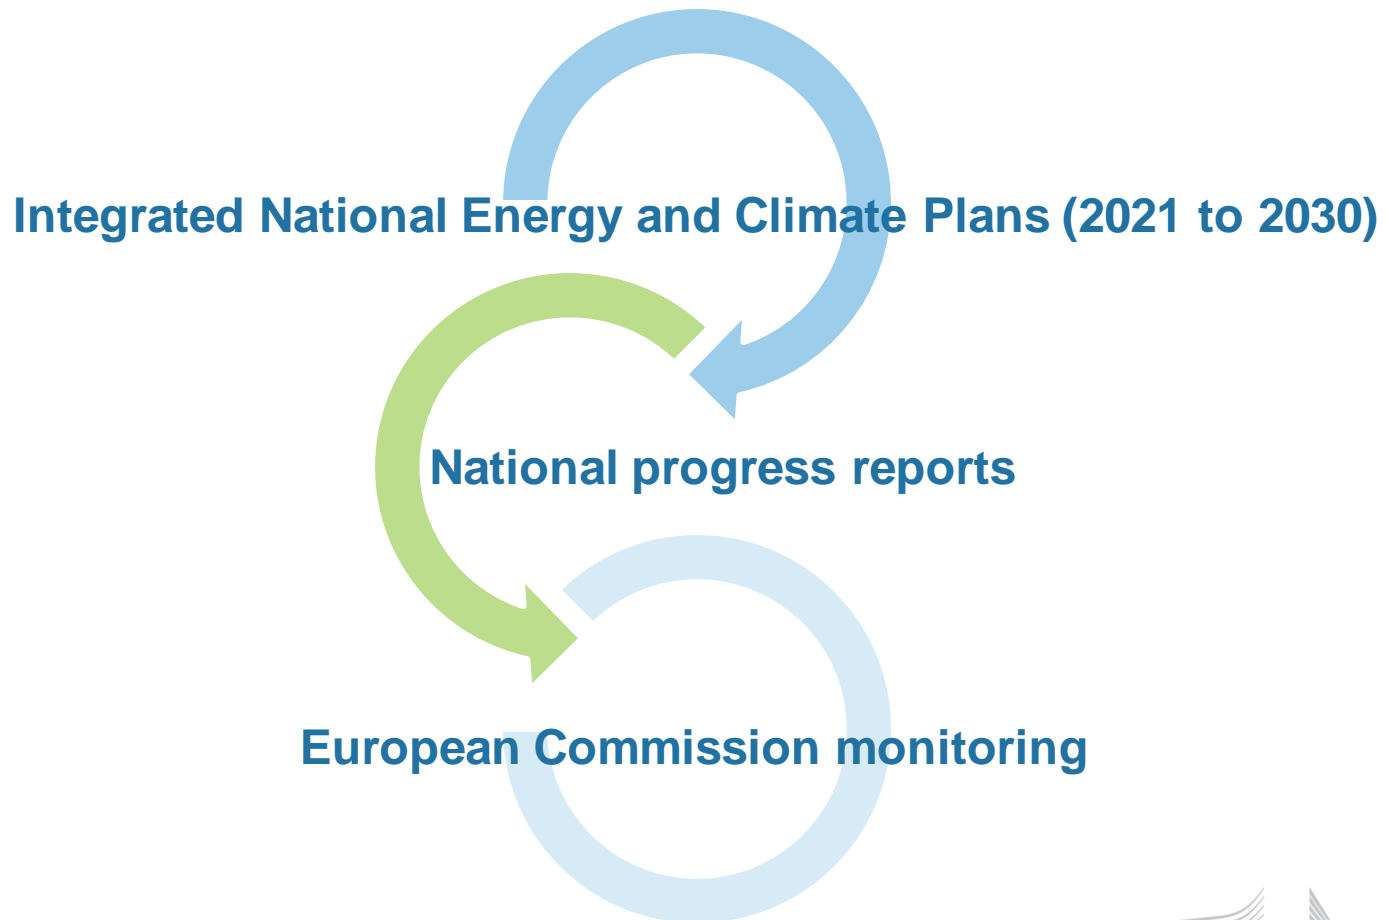 Integrated National Energy and Climate Plans (2021 to 2030)
National progress reports
European Commission monitoring